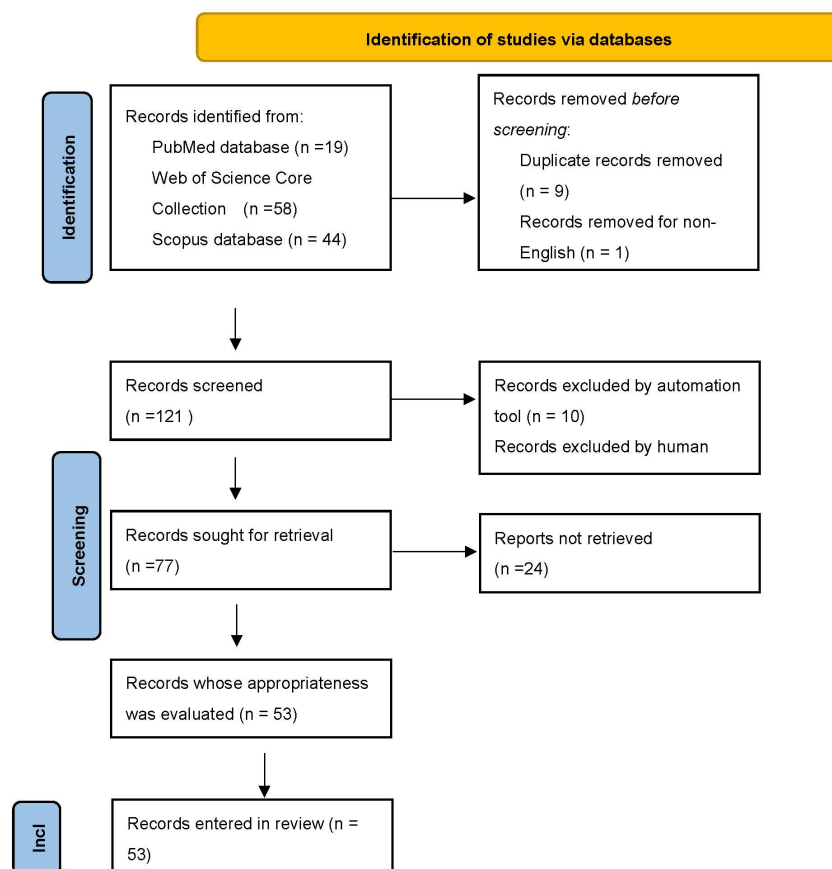 Identification of studies via databases
Identification
Records identified from:
PubMed database (n =19)
Web of Science Core
Collection (n =58)
Scopus database (n = 44)
Records removed before
screening:
Duplicate records removed
(n = 9)
Records removed for non-
English (n = 1)
Records screened
(n =121 )
Records excluded by automation
tool (n = 10)
Records excluded by human
Screening
Records sought for retrieval
(n =77)
Reports not retrieved
(n =24)
Records whose appropriateness
was evaluated (n = 53)
Incl
Records entered in review (n =
53)